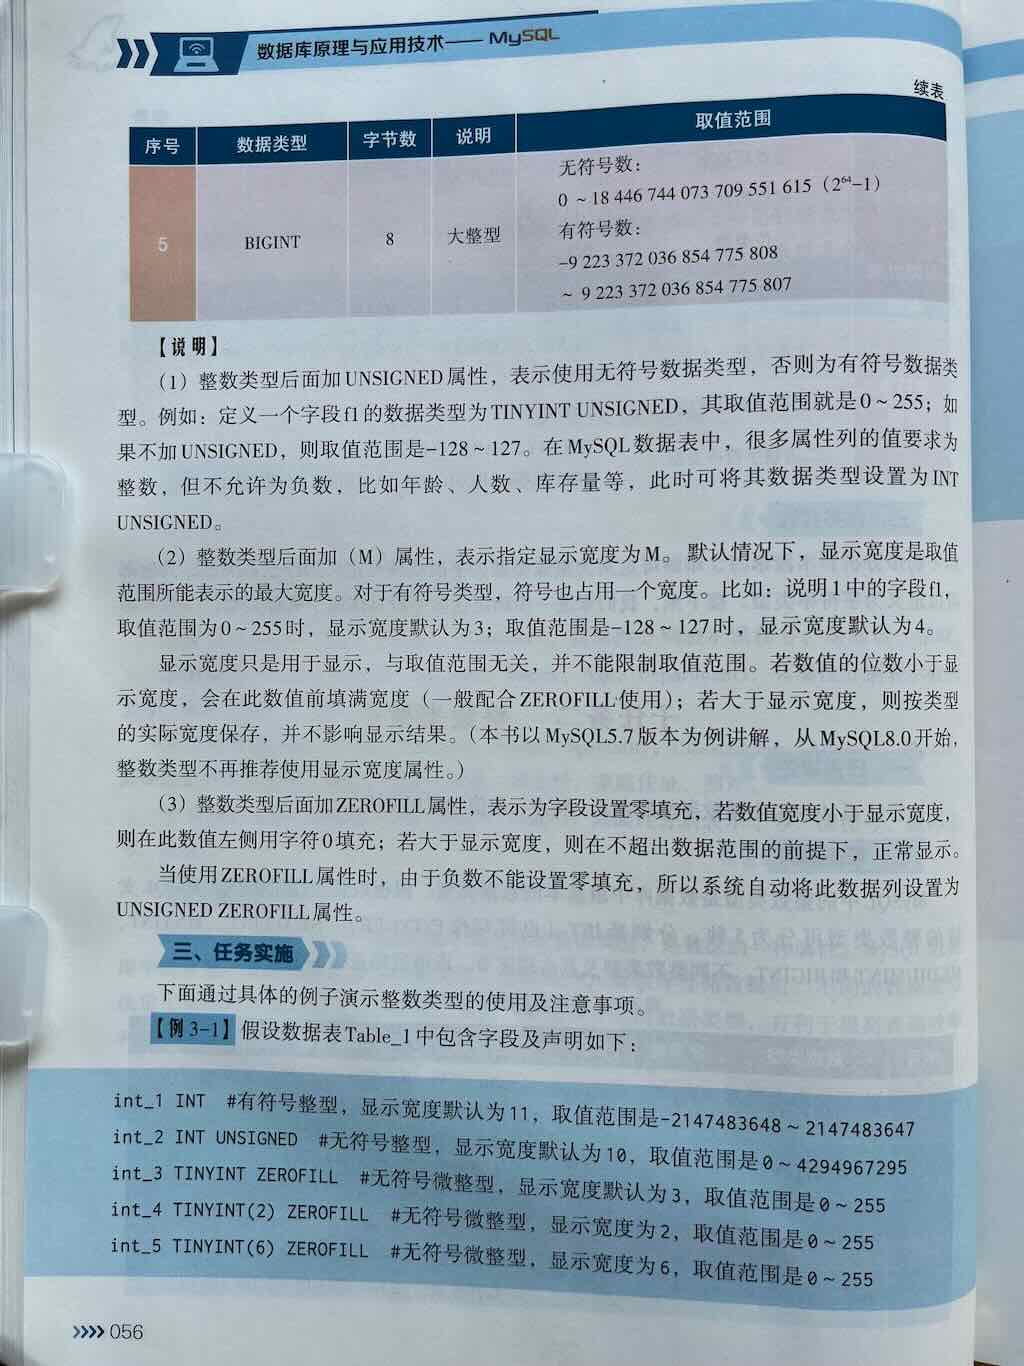 数据库原理与应用技术—— MySQL
续表
序号 数据类型 字节数 说明 取值范围
5 BIGINT 8 大整型
无符号数：
0 ~ 18 446 744 073 709 551 615（2⁶⁴-1）
有符号数：
-9 223 372 036 854 775 808
~ 9 223 372 036 854 775 807
【说明】
（1）整数类型后面加UNSIGNED属性，表示使用无符号数据类型，否则为有符号数据类
型。例如：定义一个字段f1的数据类型为TINYINT UNSIGNED，其取值范围就是0～255；如
果不加UNSIGNED，则取值范围是-128～127。在MySQL数据表中，很多属性列的值要求为
整数，但不允许为负数，比如年龄、人数、库存量等，此时可将其数据类型设置为INT
UNSIGNED。
（2）整数类型后面加（M）属性，表示指定显示宽度为M。默认情况下，显示宽度是取值
范围所能表示的最大宽度。对于有符号类型，符号也占用一个宽度。比如：说明1中的字段f1，
取值范围为0～255时，显示宽度默认为3；取值范围是-128～127时，显示宽度默认为4。
显示宽度只是用于显示，与取值范围无关，并不能限制取值范围。若数值的位数小于显
示宽度，会在此数值前填满宽度（一般配合ZEROFILL使用）；若大于显示宽度，则按类型
的实际宽度保存，并不影响显示结果。（本书以MySQL5.7版本为例讲解，从MySQL8.0开始，
整数类型不再推荐使用显示宽度属性。）
（3）整数类型后面加ZEROFILL属性，表示为字段设置零填充，若数值宽度小于显示宽度，
则在此数值左侧用字符0填充；若大于显示宽度，则在不超出数据范围的前提下，正常显示。
当使用ZEROFILL属性时，由于负数不能设置零填充，所以系统自动将此数据列设置为
UNSIGNED ZEROFILL属性。
三、任务实施
下面通过具体的例子演示整数类型的使用及注意事项。
【例3-1】假设数据表Table_1中包含字段及声明如下：
int_1 INT #有符号整型，显示宽度默认为11，取值范围是-2147483648～2147483647
int_2 INT UNSIGNED #无符号整型，显示宽度默认为10，取值范围是0～4294967295
int_3 TINYINT ZEROFILL #无符号微整型，显示宽度默认为3，取值范围是0～255
int_4 TINYINT(2) ZEROFILL #无符号微整型，显示宽度为2，取值范围是0～255
int_5 TINYINT(6) ZEROFILL #无符号微整型，显示宽度为6，取值范围是0～255
056